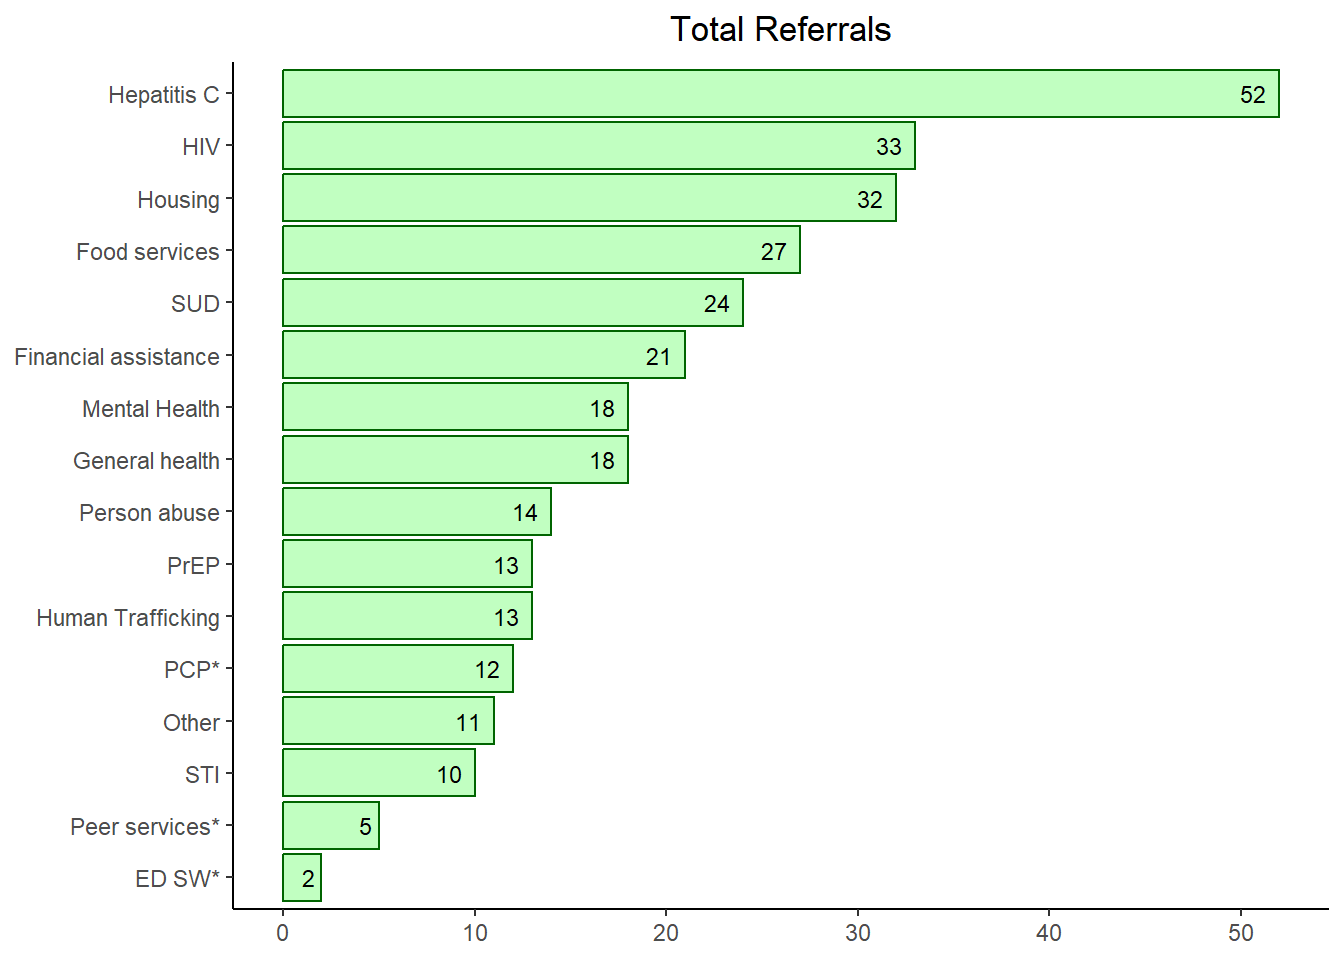 Total Referrals
Hepatitis C 52
HIV 33
Housing 32
Food services 27
SUD 24
Financial assistance 21
Mental Health 18
General health 18
Person abuse 14
PrEP 13
Human Trafficking 13
PCP* 12
Other 11
STI 10
Peer services* 5
ED SW* 2
0 10 20 30 40 50